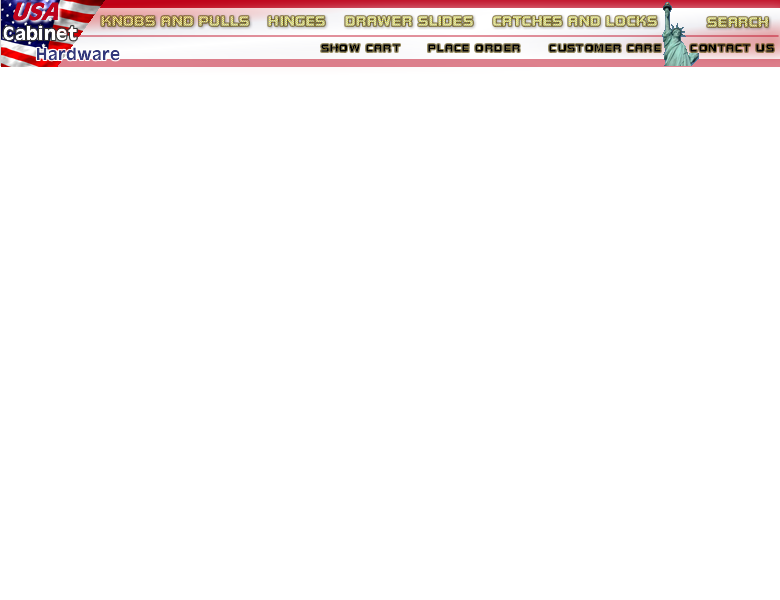 USA
Cabinet
Hardware
KNOBS AND PULLS HINGES DRAWER SLIDES CATCHES AND LOCKS SEARCH
SHOW CART PLACE ORDER CUSTOMER CARE CONTACT US